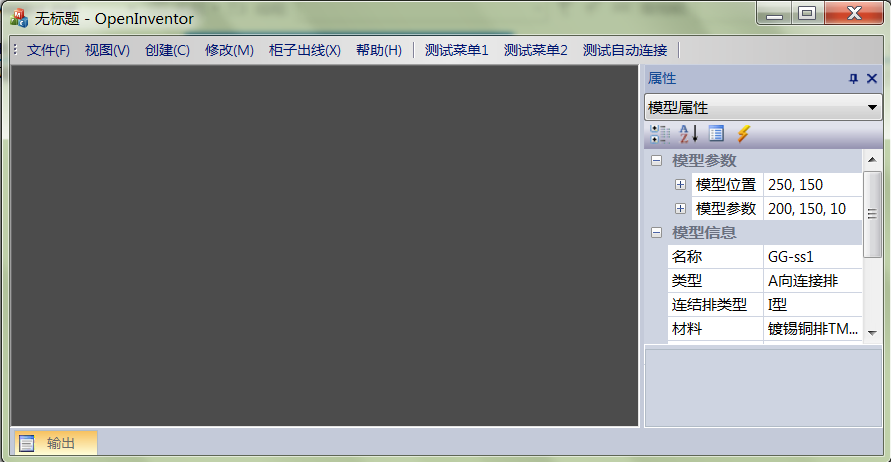 无标题 - OpenInventor
文件(F) 视图(V) 创建(C) 修改(M) 柜子出线(X) 帮助(H) 测试菜单1 测试菜单2 测试自动连接
属性
模型属性
模型参数
模型位置 250, 150
模型参数 200, 150, 10
模型信息
名称 GG-ss1
类型 A向连接排
连结排类型 I型
材料 镀锡铜排TM...
输出